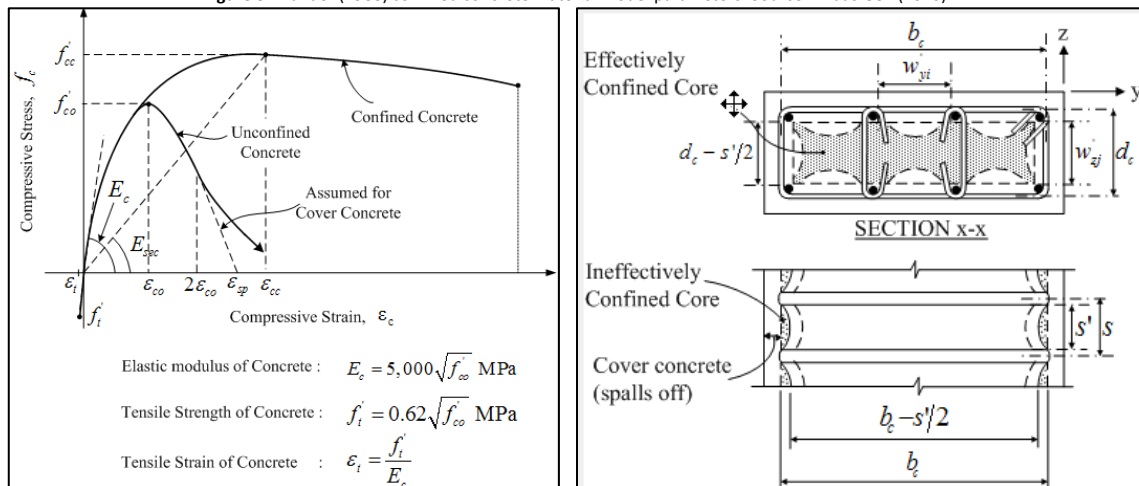 f'cc
f'co
Compressive Stress, fc
Confined Concrete
Unconfined
Concrete
Assumed for
Cover Concrete
Ec
Esec
εt
εco
2εco
εsp
εcc
f't
Compressive Strain, εc
Elastic modulus of Concrete : Ec = 5,000√f'co MPa
Tensile Strength of Concrete : f't = 0.62√f'co MPa
Tensile Strain of Concrete : εt = f't / Ec
z
bc
Effectively
Confined Core
w'yi
y
dc − s'/2
w'zj
dc
SECTION x-x
Ineffectively
Confined Core
s'
s
Cover concrete
(spalls off)
bc − s'/2
bc